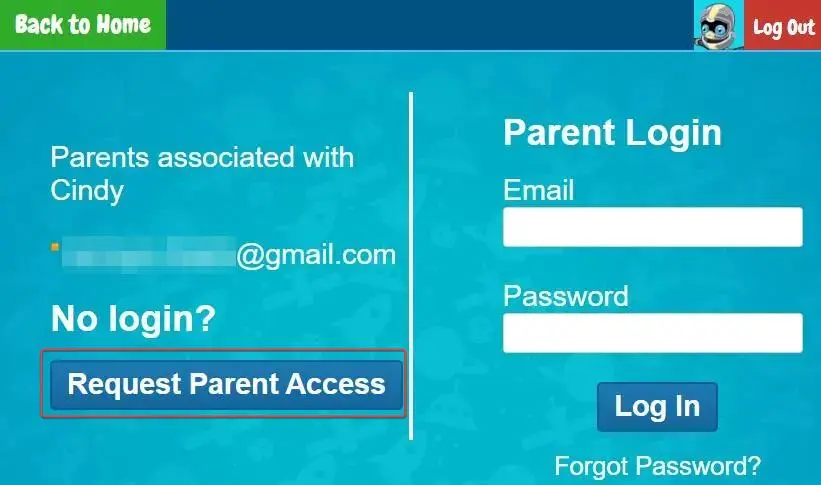 Back to Home
Log Out
Parents associated with
Cindy
@gmail.com
No login?
Request Parent Access
Parent Login
Email
Password
Log In
Forgot Password?